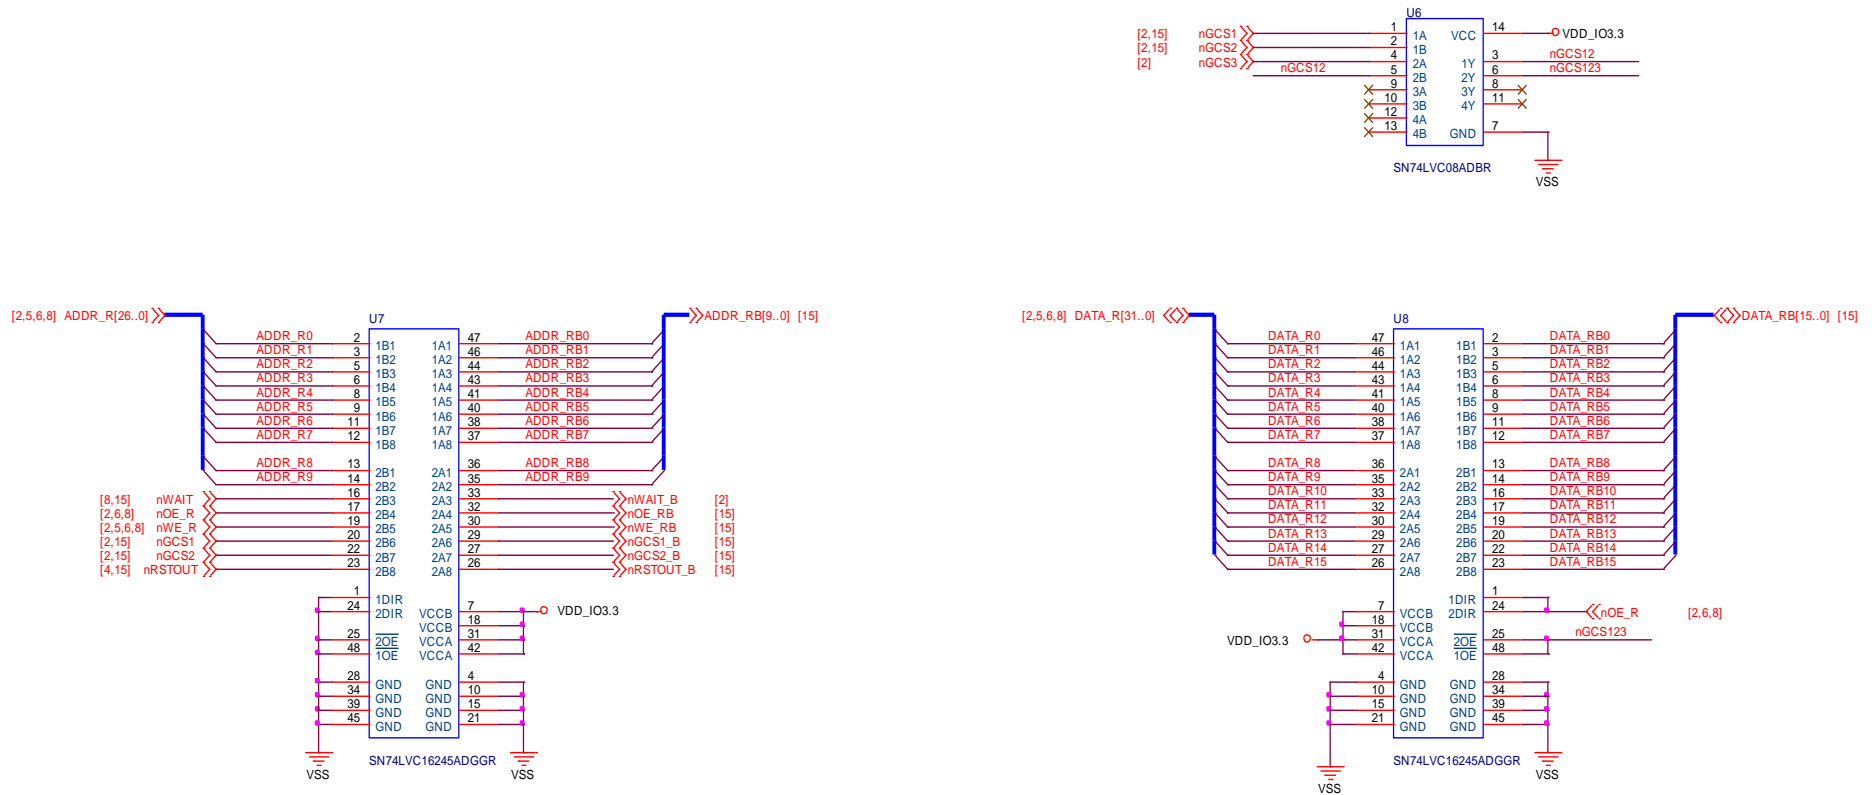 U6
[2,15] nGCS1 1 1A VCC 14 VDD_IO3.3
[2,15] nGCS2 2 1B
[2] nGCS3 4 2A 1Y 3 nGCS12
nGCS12 5 2B 2Y 6 nGCS123
9 3A 3Y 8
10 3B 4Y 11
12 4A
13 4B GND 7
SN74LVC08ADBR
VSS
[2,5,6,8] ADDR_R[26..0]
U7
ADDR_RB[9..0] [15]
ADDR_R0 2 1B1 1A1 47 ADDR_RB0
ADDR_R1 3 1B2 1A2 46 ADDR_RB1
ADDR_R2 5 1B3 1A3 44 ADDR_RB2
ADDR_R3 6 1B4 1A4 43 ADDR_RB3
ADDR_R4 8 1B5 1A5 41 ADDR_RB4
ADDR_R5 9 1B6 1A6 40 ADDR_RB5
ADDR_R6 11 1B7 1A7 38 ADDR_RB6
ADDR_R7 12 1B8 1A8 37 ADDR_RB7
ADDR_R8 13 2B1 2A1 36 ADDR_RB8
ADDR_R9 14 2B2 2A2 35 ADDR_RB9
[8,15] nWAIT 16 2B3 2A3 33 nWAIT_B [2]
[2,6,8] nOE_R 17 2B4 2A4 32 nOE_RB [15]
[2,5,6,8] nWE_R 19 2B5 2A5 30 nWE_RB [15]
[2,15] nGCS1 20 2B6 2A6 29 nGCS1_B [15]
[2,15] nGCS2 22 2B7 2A7 27 nGCS2_B [15]
[4,15] nRSTOUT 23 2B8 2A8 26 nRSTOUT_B [15]
1 1DIR
24 2DIR VCCB 7 VDD_IO3.3
VCCB 18
25 2OE VCCA 31
48 1OE VCCA 42
28 GND GND 4
34 GND GND 10
39 GND GND 15
45 GND GND 21
SN74LVC16245ADGGR
VSS VSS
[2,5,6,8] DATA_R[31..0]
U8
DATA_RB[15..0] [15]
DATA_R0 47 1A1 1B1 2 DATA_RB0
DATA_R1 46 1A2 1B2 3 DATA_RB1
DATA_R2 44 1A3 1B3 5 DATA_RB2
DATA_R3 43 1A4 1B4 6 DATA_RB3
DATA_R4 41 1A5 1B5 8 DATA_RB4
DATA_R5 40 1A6 1B6 9 DATA_RB5
DATA_R6 38 1A7 1B7 11 DATA_RB6
DATA_R7 37 1A8 1B8 12 DATA_RB7
DATA_R8 36 2A1 2B1 13 DATA_RB8
DATA_R9 35 2A2 2B2 14 DATA_RB9
DATA_R10 33 2A3 2B3 16 DATA_RB10
DATA_R11 32 2A4 2B4 17 DATA_RB11
DATA_R12 30 2A5 2B5 19 DATA_RB12
DATA_R13 29 2A6 2B6 20 DATA_RB13
DATA_R14 27 2A7 2B7 22 DATA_RB14
DATA_R15 26 2A8 2B8 23 DATA_RB15
1DIR 1
7 VCCB 2DIR 24 nOE_R [2,6,8]
18 VCCB
VDD_IO3.3 31 VCCA 2OE 25 nGCS123
42 VCCA 1OE 48
4 GND GND 28
10 GND GND 34
15 GND GND 39
21 GND GND 45
SN74LVC16245ADGGR
VSS VSS